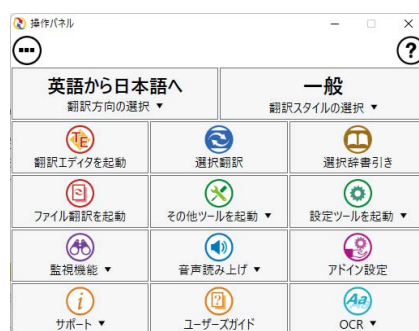 操作パネル
?
英語から日本語へ
翻訳方向の選択 ▼
一般
翻訳スタイルの選択 ▼
TE
翻訳エディタを起動
選択翻訳
選択辞書引き
ファイル翻訳を起動
その他ツールを起動 ▼
設定ツールを起動 ▼
監視機能 ▼
音声読み上げ ▼
アドイン設定
i
サポート ▼
?
ユーザーズガイド
Aa
OCR ▼